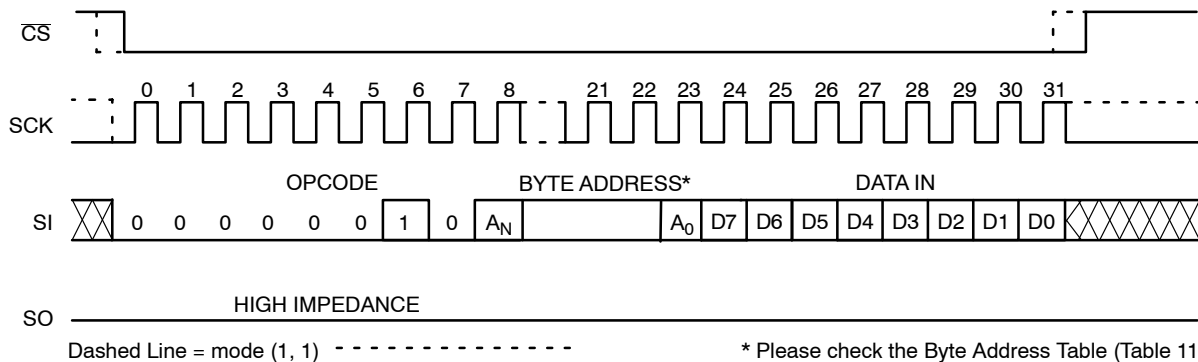 CS
0 1 2 3 4 5 6 7 8 21 22 23 24 25 26 27 28 29 30 31
SCK
OPCODE BYTE ADDRESS* DATA IN
SI 0 0 0 0 0 0 1 0 AN A0 D7 D6 D5 D4 D3 D2 D1 D0
HIGH IMPEDANCE
SO
Dashed Line = mode (1, 1) * Please check the Byte Address Table (Table 11